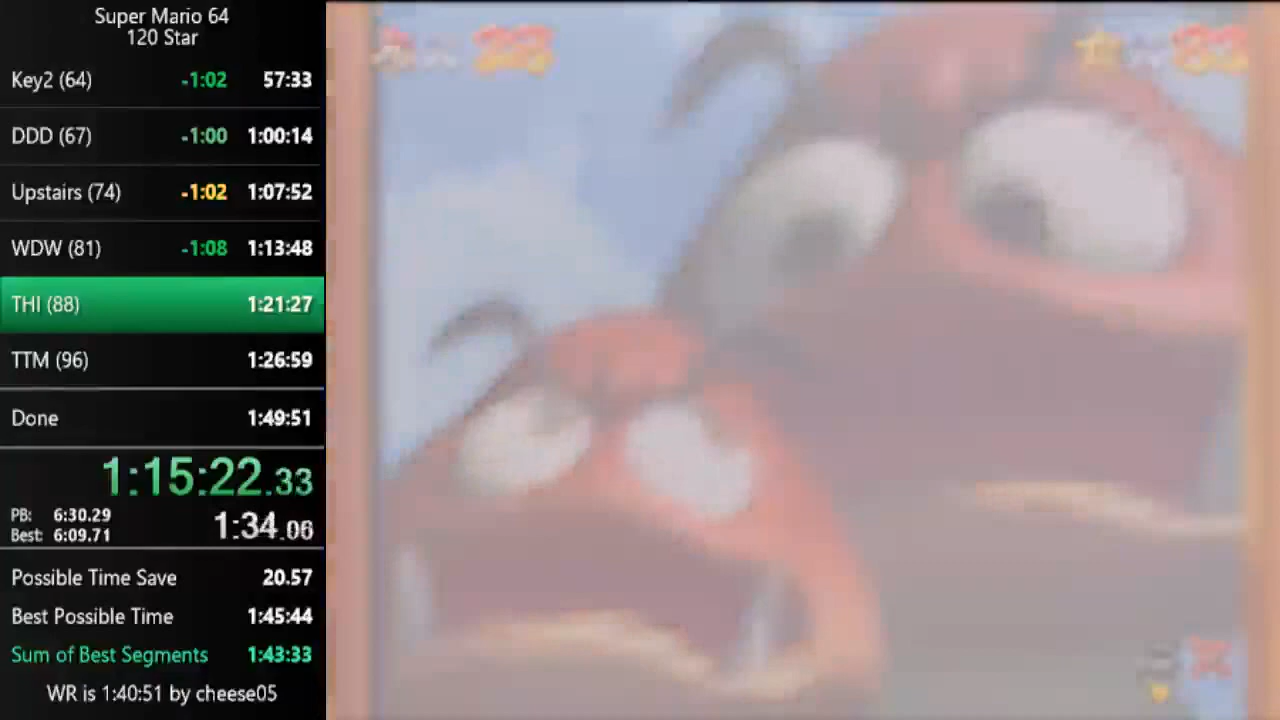 Super Mario 64
120 Star
Key2 (64) -1:02 57:33
DDD (67) -1:00 1:00:14
Upstairs (74) -1:02 1:07:52
WDW (81) -1:08 1:13:48
THI (88) 1:21:27
TTM (96) 1:26:59
Done 1:49:51
1:15:22.33
PB: 6:30.29
Best: 6:09.71
1:34.06
Possible Time Save 20.57
Best Possible Time 1:45:44
Sum of Best Segments 1:43:33
WR is 1:40:51 by cheese05